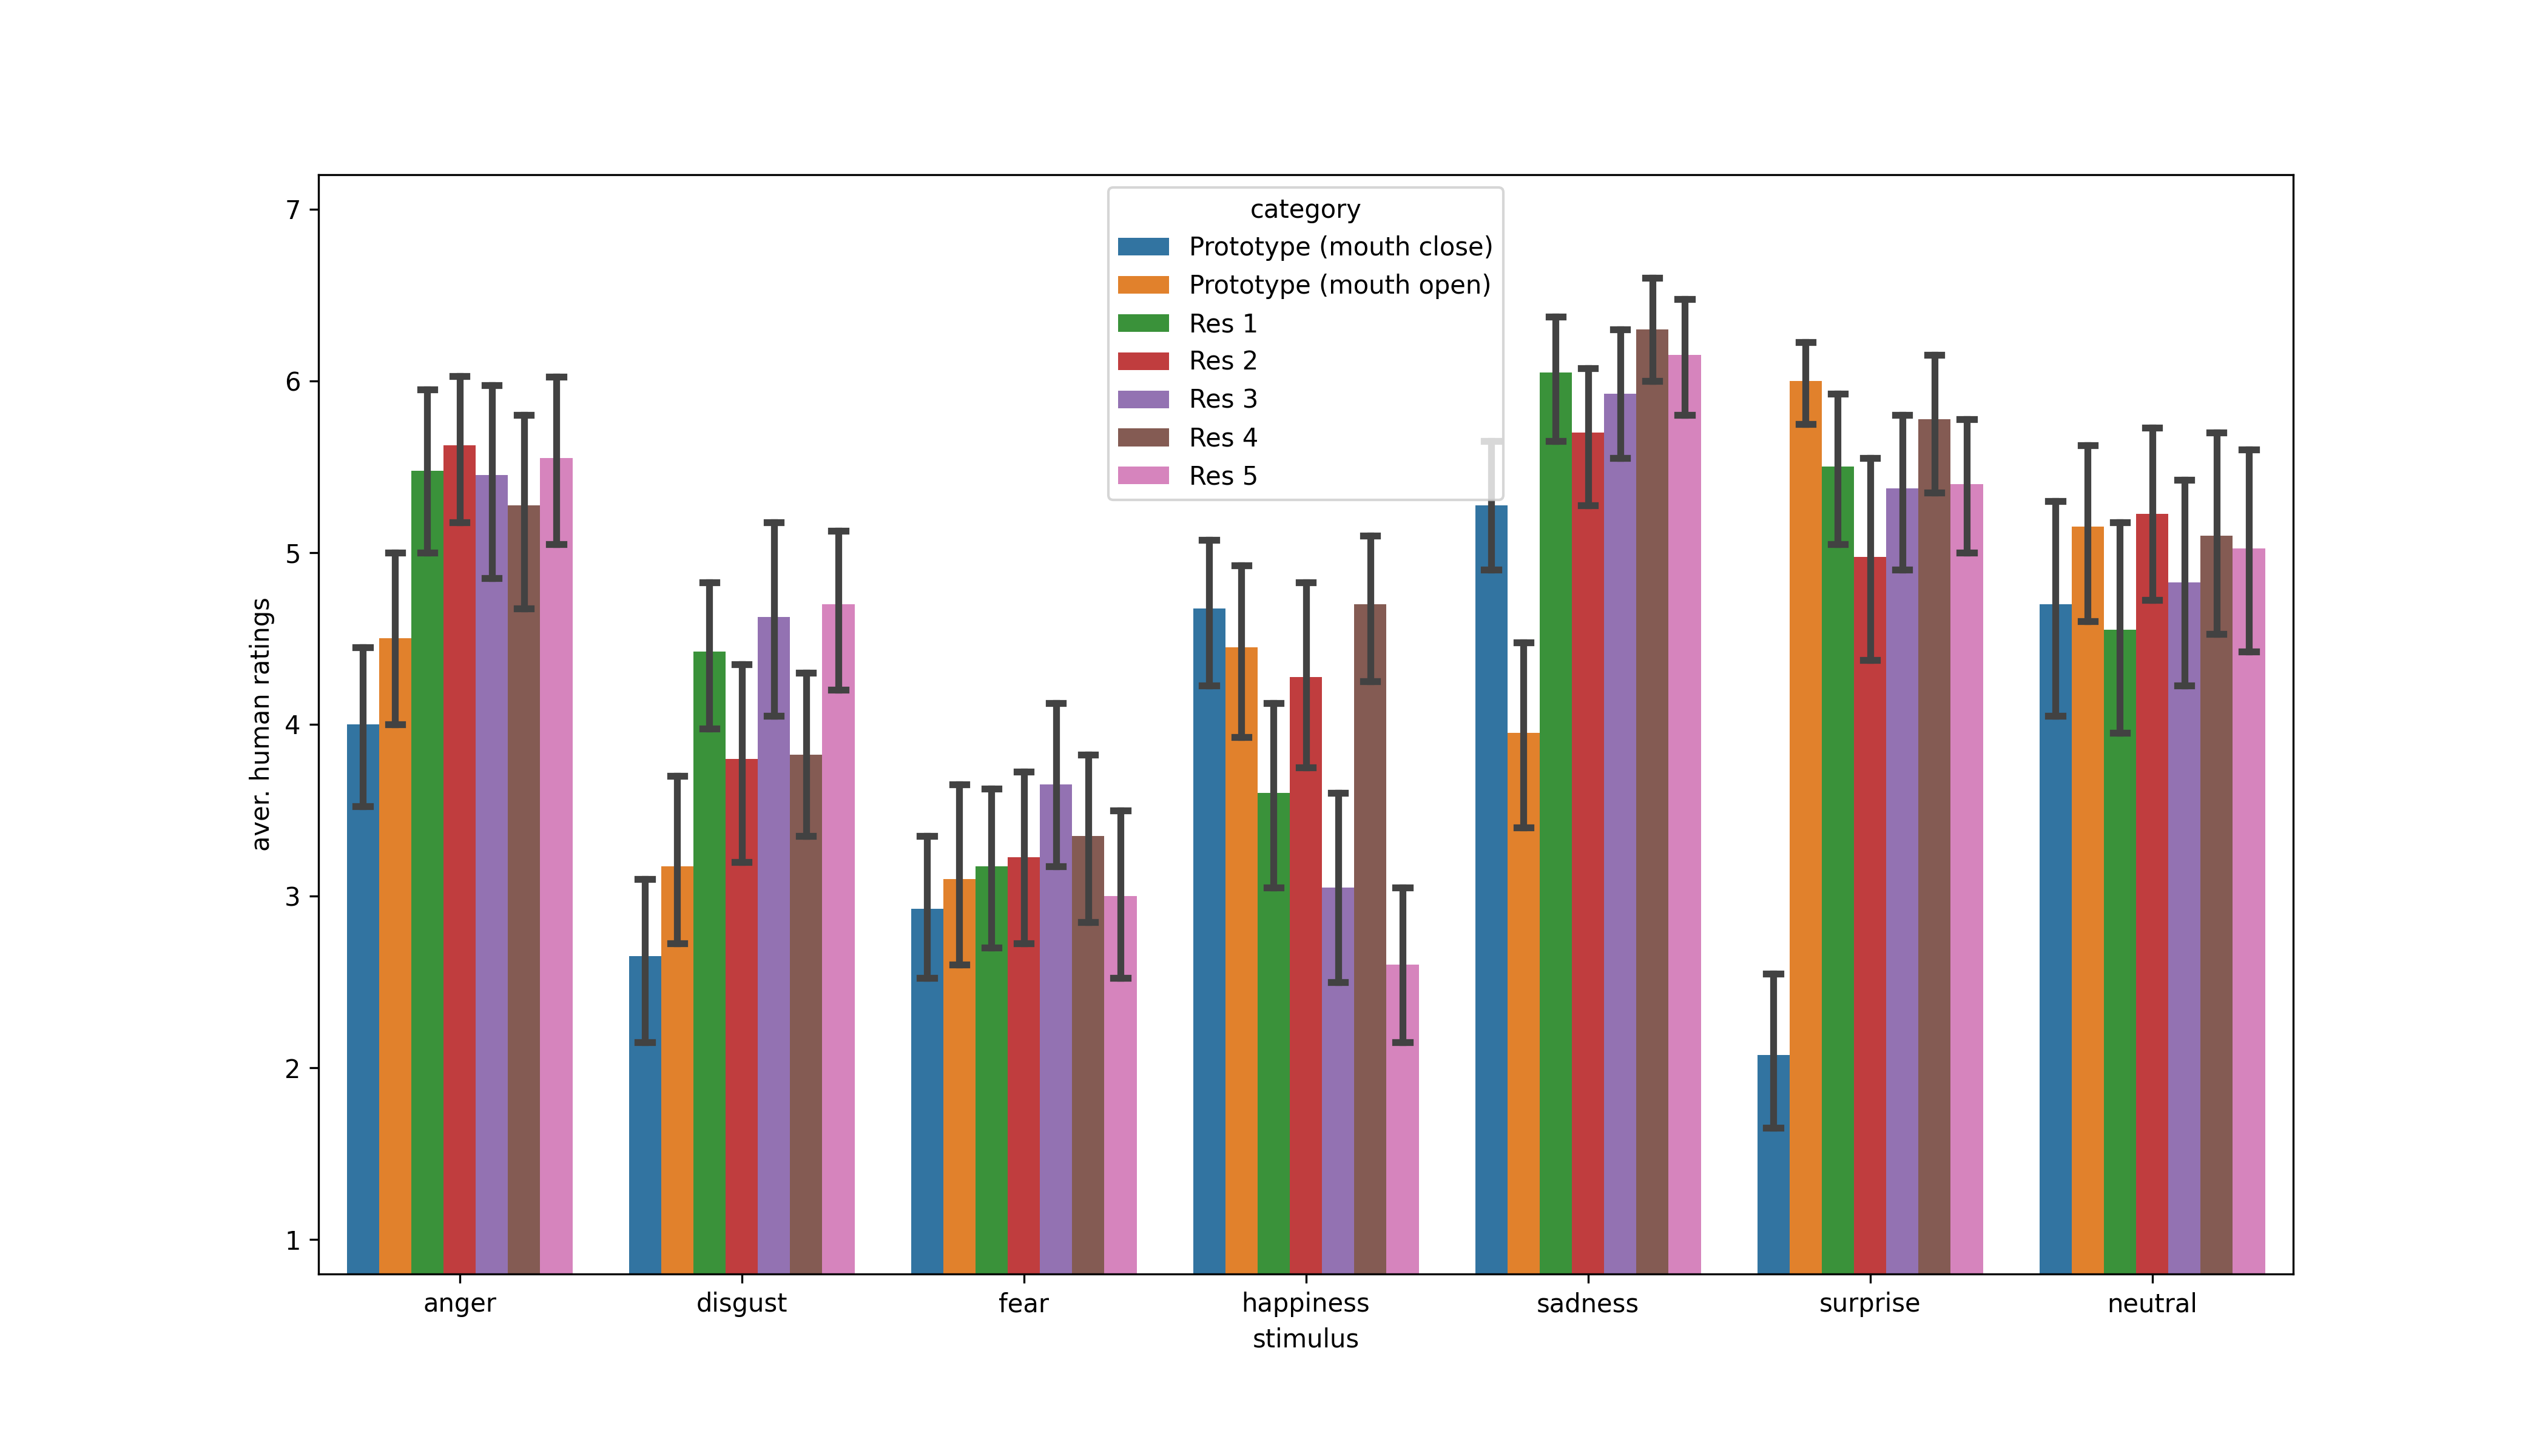 category
Prototype (mouth close)
Prototype (mouth open)
Res 1
Res 2
Res 3
Res 4
Res 5
aver. human ratings
7
6
5
4
3
2
1
anger disgust fear happiness sadness surprise neutral
stimulus